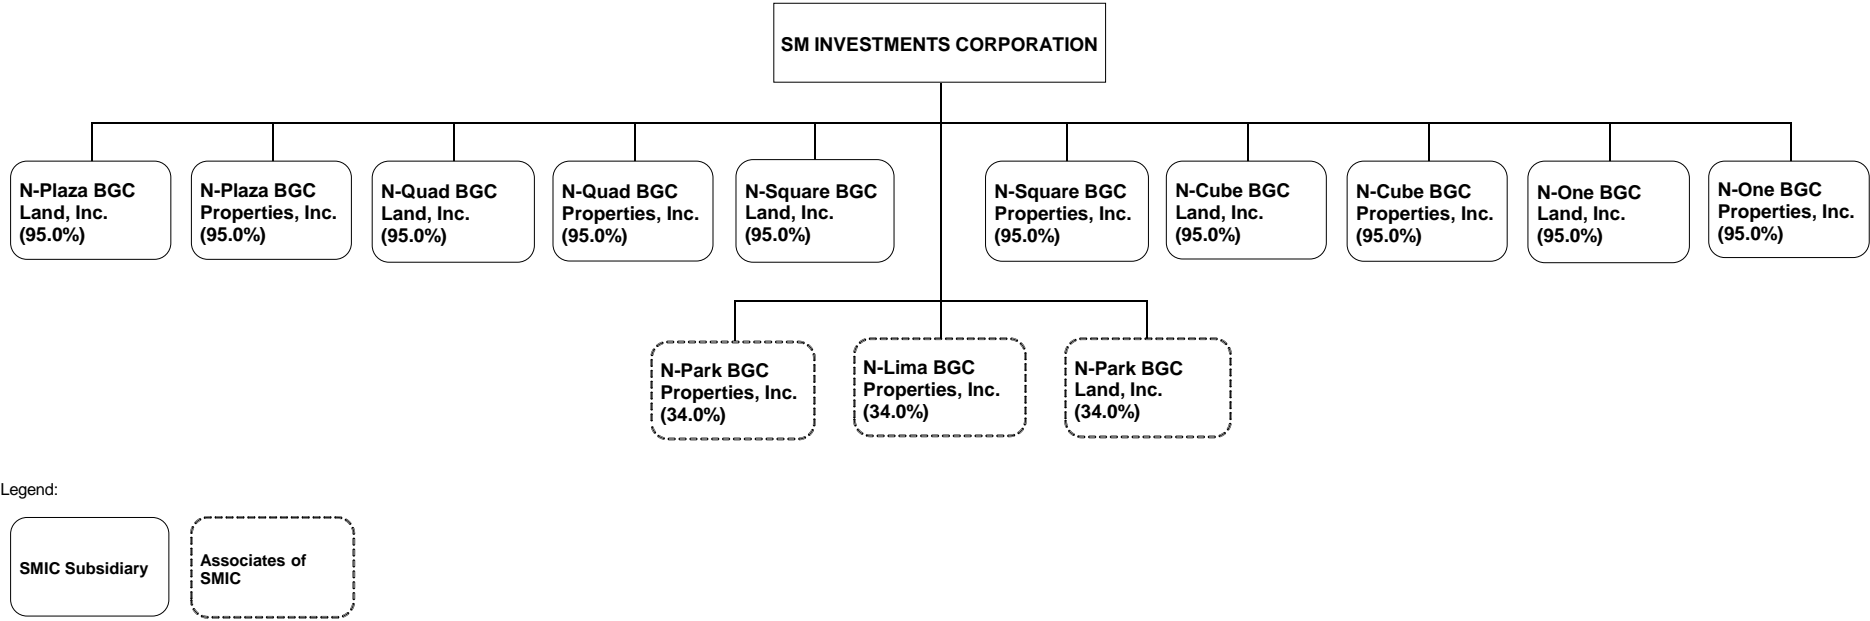 SM INVESTMENTS CORPORATION
N-Plaza BGC
Land, Inc.
(95.0%)
N-Plaza BGC
Properties, Inc.
(95.0%)
N-Quad BGC
Land, Inc.
(95.0%)
N-Quad BGC
Properties, Inc.
(95.0%)
N-Square BGC
Land, Inc.
(95.0%)
N-Square BGC
Properties, Inc.
(95.0%)
N-Cube BGC
Land, Inc.
(95.0%)
N-Cube BGC
Properties, Inc.
(95.0%)
N-One BGC
Land, Inc.
(95.0%)
N-One BGC
Properties, Inc.
(95.0%)
N-Park BGC
Properties, Inc.
(34.0%)
N-Lima BGC
Properties, Inc.
(34.0%)
N-Park BGC
Land, Inc.
(34.0%)
Legend:
SMIC Subsidiary
Associates of
SMIC